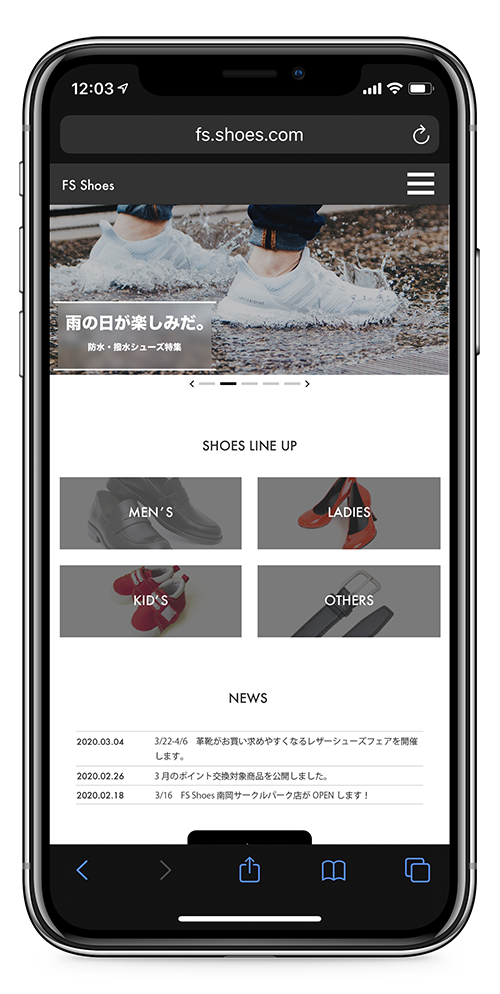 12:03
fs.shoes.com
FS Shoes
雨の日が楽しみだ。
防水・撥水シューズ特集
SHOES LINE UP
MEN'S
LADIES
KID'S
OTHERS
NEWS
2020.03.04 3/22-4/6 革靴がお買い求めやすくなるレザーシューズフェアを開催
します。
2020.02.26 3月のポイント交換対象商品を公開しました。
2020.02.18 3/16 FS Shoes 南岡サークルパーク店が OPEN します！